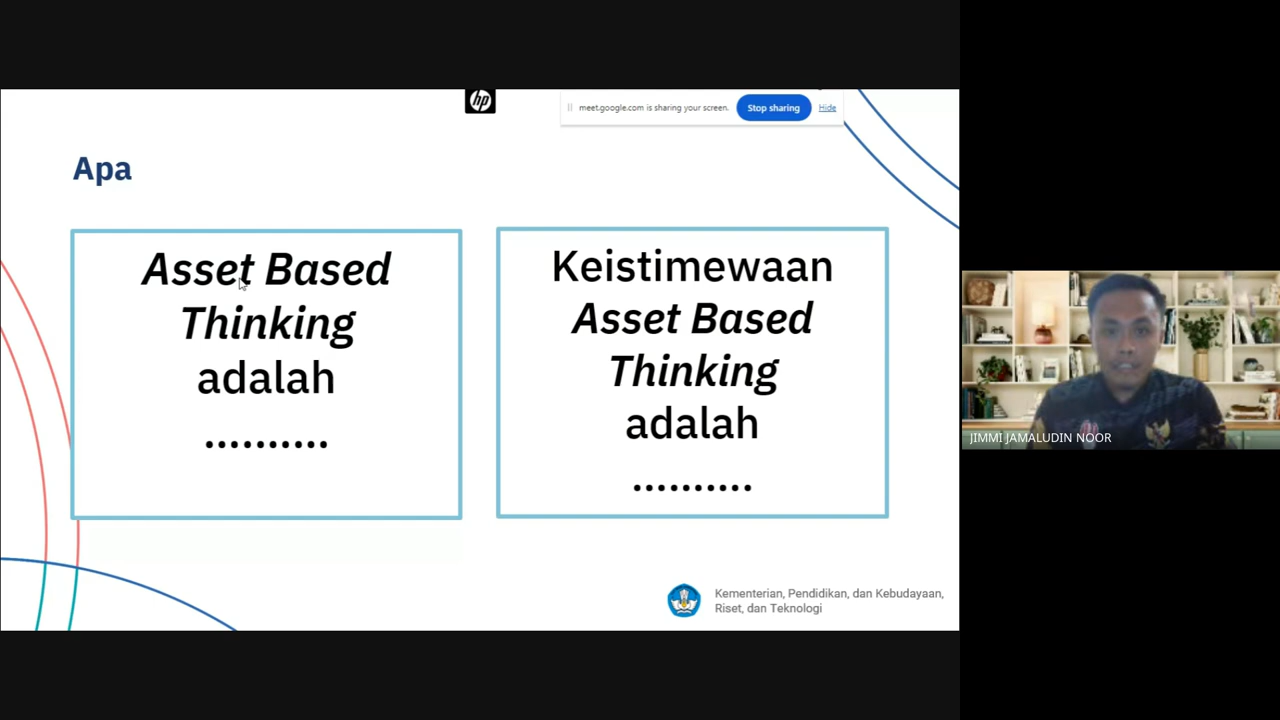 hp
meet.google.com is sharing your screen.
Stop sharing
Hide
Apa
Asset Based
Thinking
adalah
..........
Keistimewaan
Asset Based
Thinking
adalah
..........
Kementerian, Pendidikan, dan Kebudayaan,
Riset, dan Teknologi
JIMMI JAMALUDIN NOOR